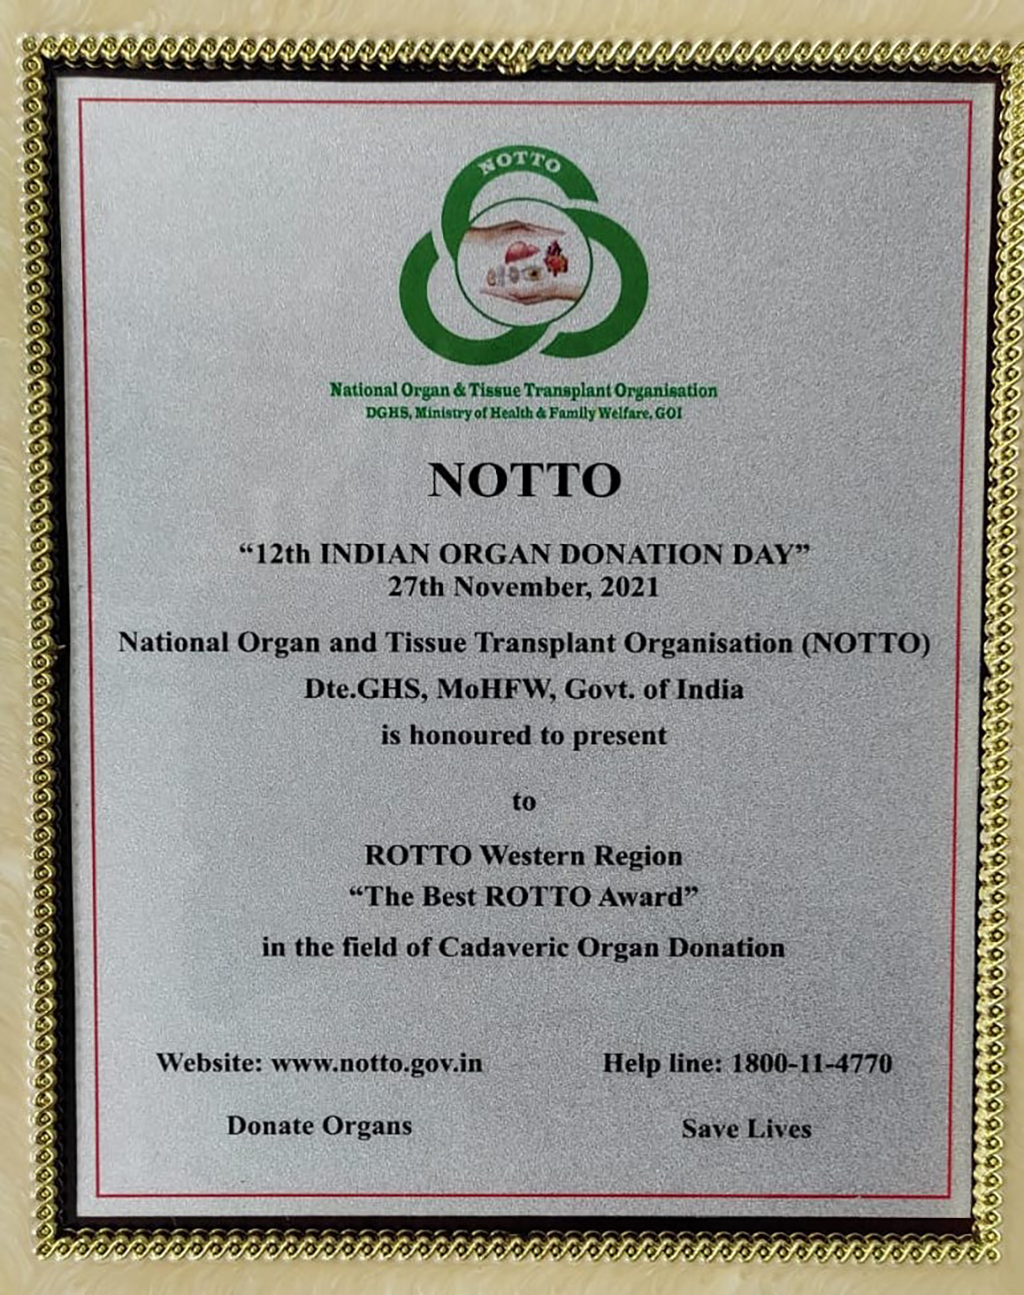 NOTTO
National Organ & Tissue Transplant Organisation
DGHS, Ministry of Health & Family Welfare, GOI
NOTTO
“12th INDIAN ORGAN DONATION DAY”
27th November, 2021
National Organ and Tissue Transplant Organisation (NOTTO)
Dte.GHS, MoHFW, Govt. of India
is honoured to present
to
ROTTO Western Region
“The Best ROTTO Award”
in the field of Cadaveric Organ Donation
Website: www.notto.gov.in
Help line: 1800-11-4770
Donate Organs
Save Lives